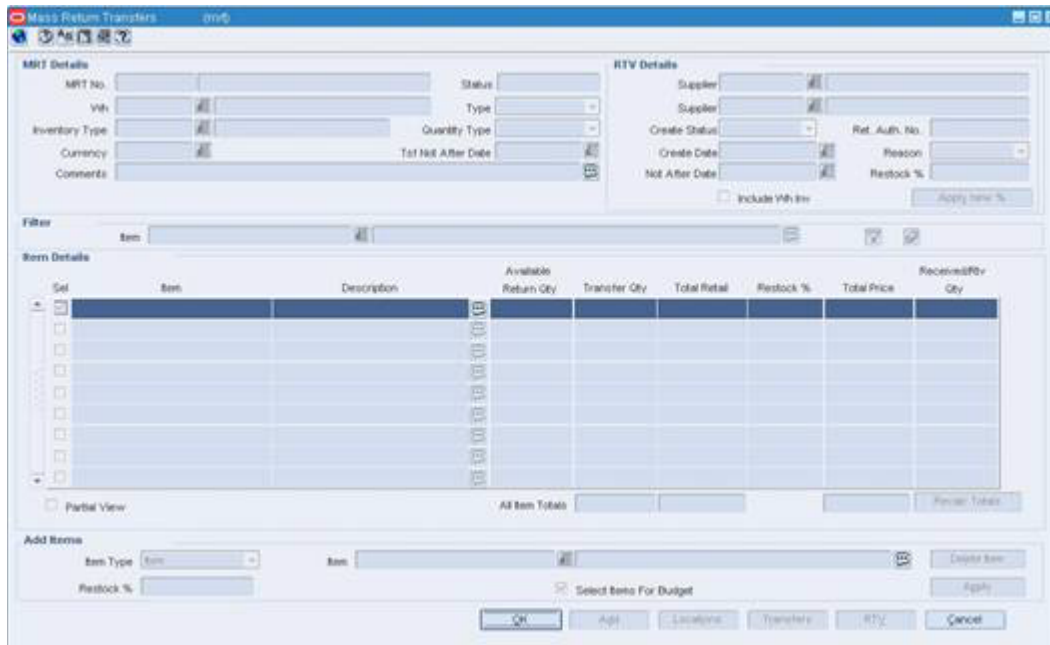 Mass Return Transfers (mrt)
MRT Details
RTV Details
MRT No.
Status
Supplier
Wh
Type
Supplier
Inventory Type
Quantity Type
Create Status
Ret. Auth. No.
Currency
Tsf Not After Date
Create Date
Reason
Comments
Not After Date
Restock %
Include Wh Inv
Apply New %
Filter
Item
Item Details
Available
Received/Rtv
Sel
Item
Description
Return Qty
Transfer Qty
Total Retail
Restock %
Total Price
Qty
Partial View
All Item Totals
Recalc Totals
Add Items
Item Type
Item
Item
Delete Item
Restock %
Select Items For Budget
Apply
OK
Add
Locations
Transfers
RTV
Cancel